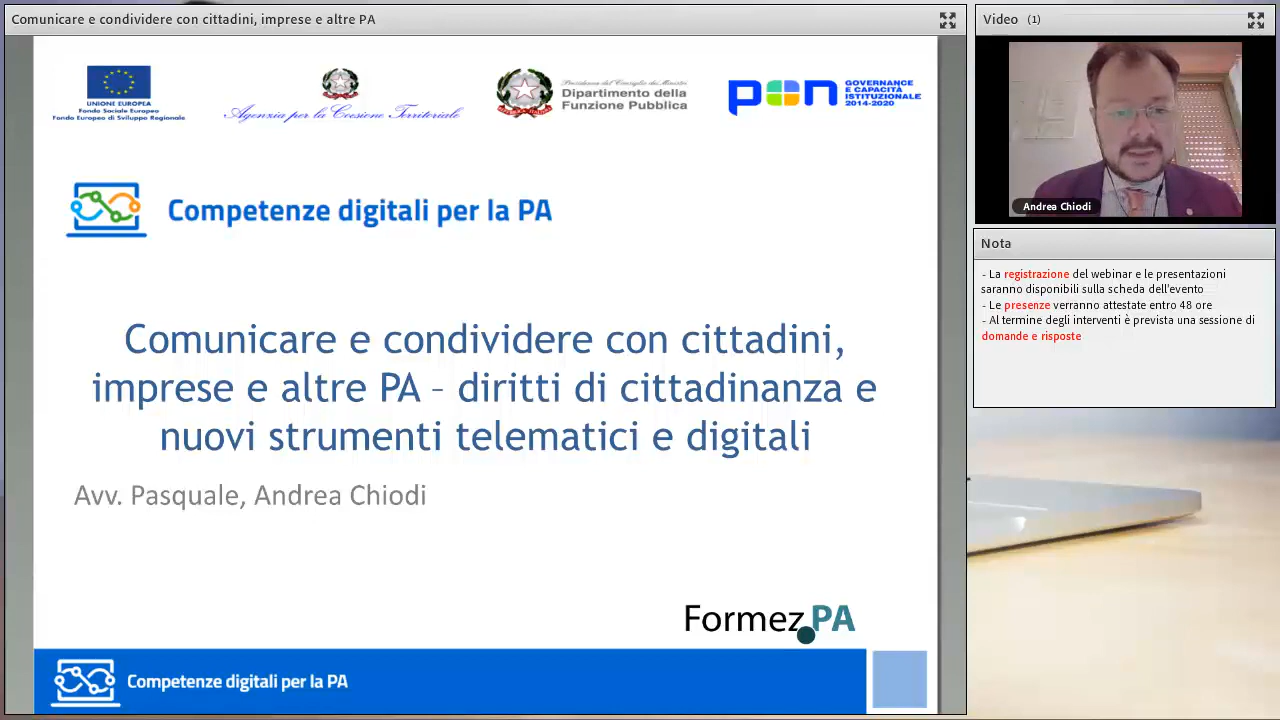 Comunicare e condividere con cittadini, imprese e altre PA
UNIONE EUROPEA
Fondo Sociale Europeo
Fondo Europeo di Sviluppo Regionale
Agenzia per la Coesione Territoriale
Presidenza del Consiglio dei Ministri
Dipartimento della
Funzione Pubblica
pon
GOVERNANCE
E CAPACITÀ
ISTITUZIONALE
2014-2020
Competenze digitali per la PA
Comunicare e condividere con cittadini,
imprese e altre PA – diritti di cittadinanza e
nuovi strumenti telematici e digitali
Avv. Pasquale, Andrea Chiodi
Formez PA
Competenze digitali per la PA
Video (1)
Andrea Chiodi
Nota
- La registrazione del webinar e le presentazioni
saranno disponibili sulla scheda dell'evento
- Le presenze verranno attestate entro 48 ore
- Al termine degli interventi è prevista una sessione di
domande e risposte